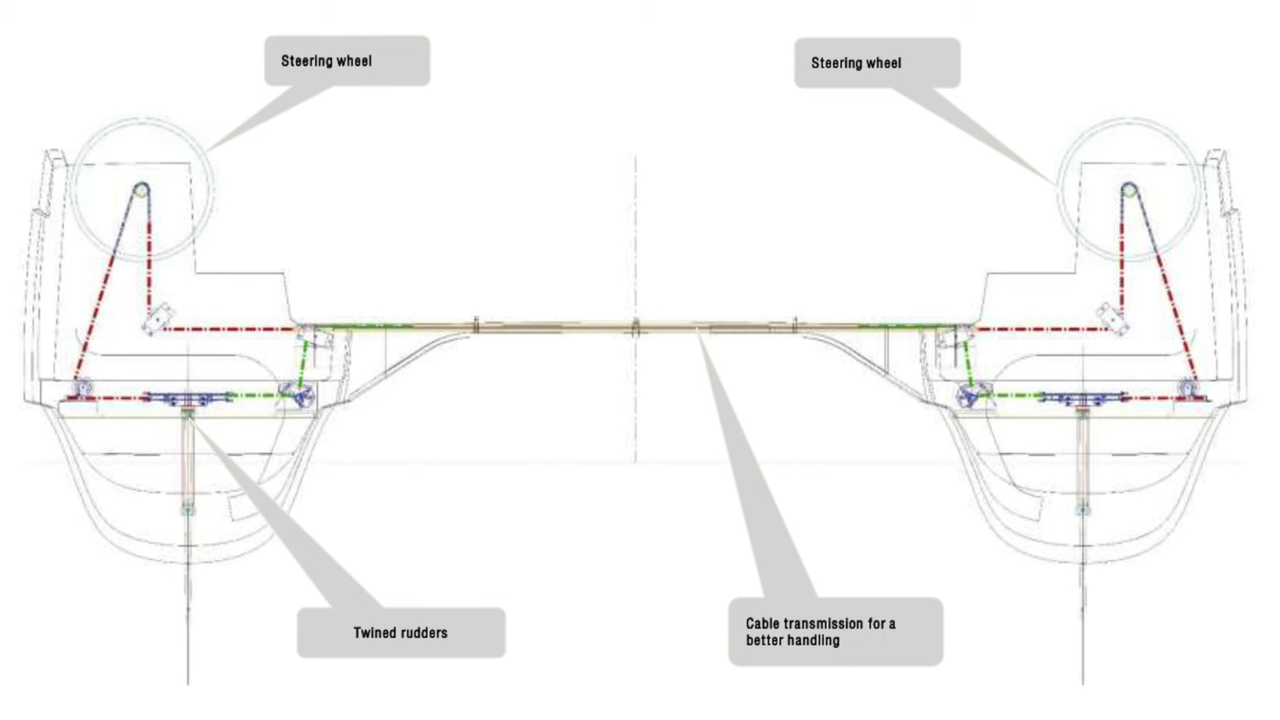 Steering wheel
Steering wheel
Twined rudders
Cable transmission for a
better handling